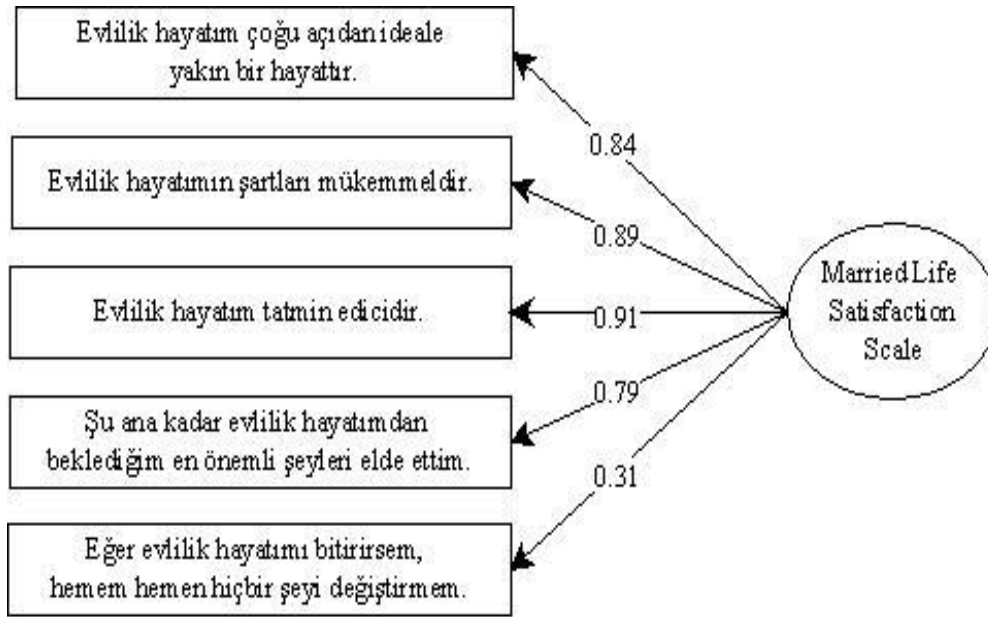 Evlilik hayatım çoğu açıdan ideale
yakın bir hayattır.
0.84
Evlilik hayatımın şartları mükemmeldir.
0.89
Evlilik hayatım tatmin edicidir.
0.91
Married Life
Satisfaction
Scale
Şu ana kadar evlilik hayatımdan
beklediğim en önemli şeyleri elde ettim.
0.79
Eğer evlilik hayatımı bitirirsem,
hemem hemen hiçbir şeyi değiştirmem.
0.31